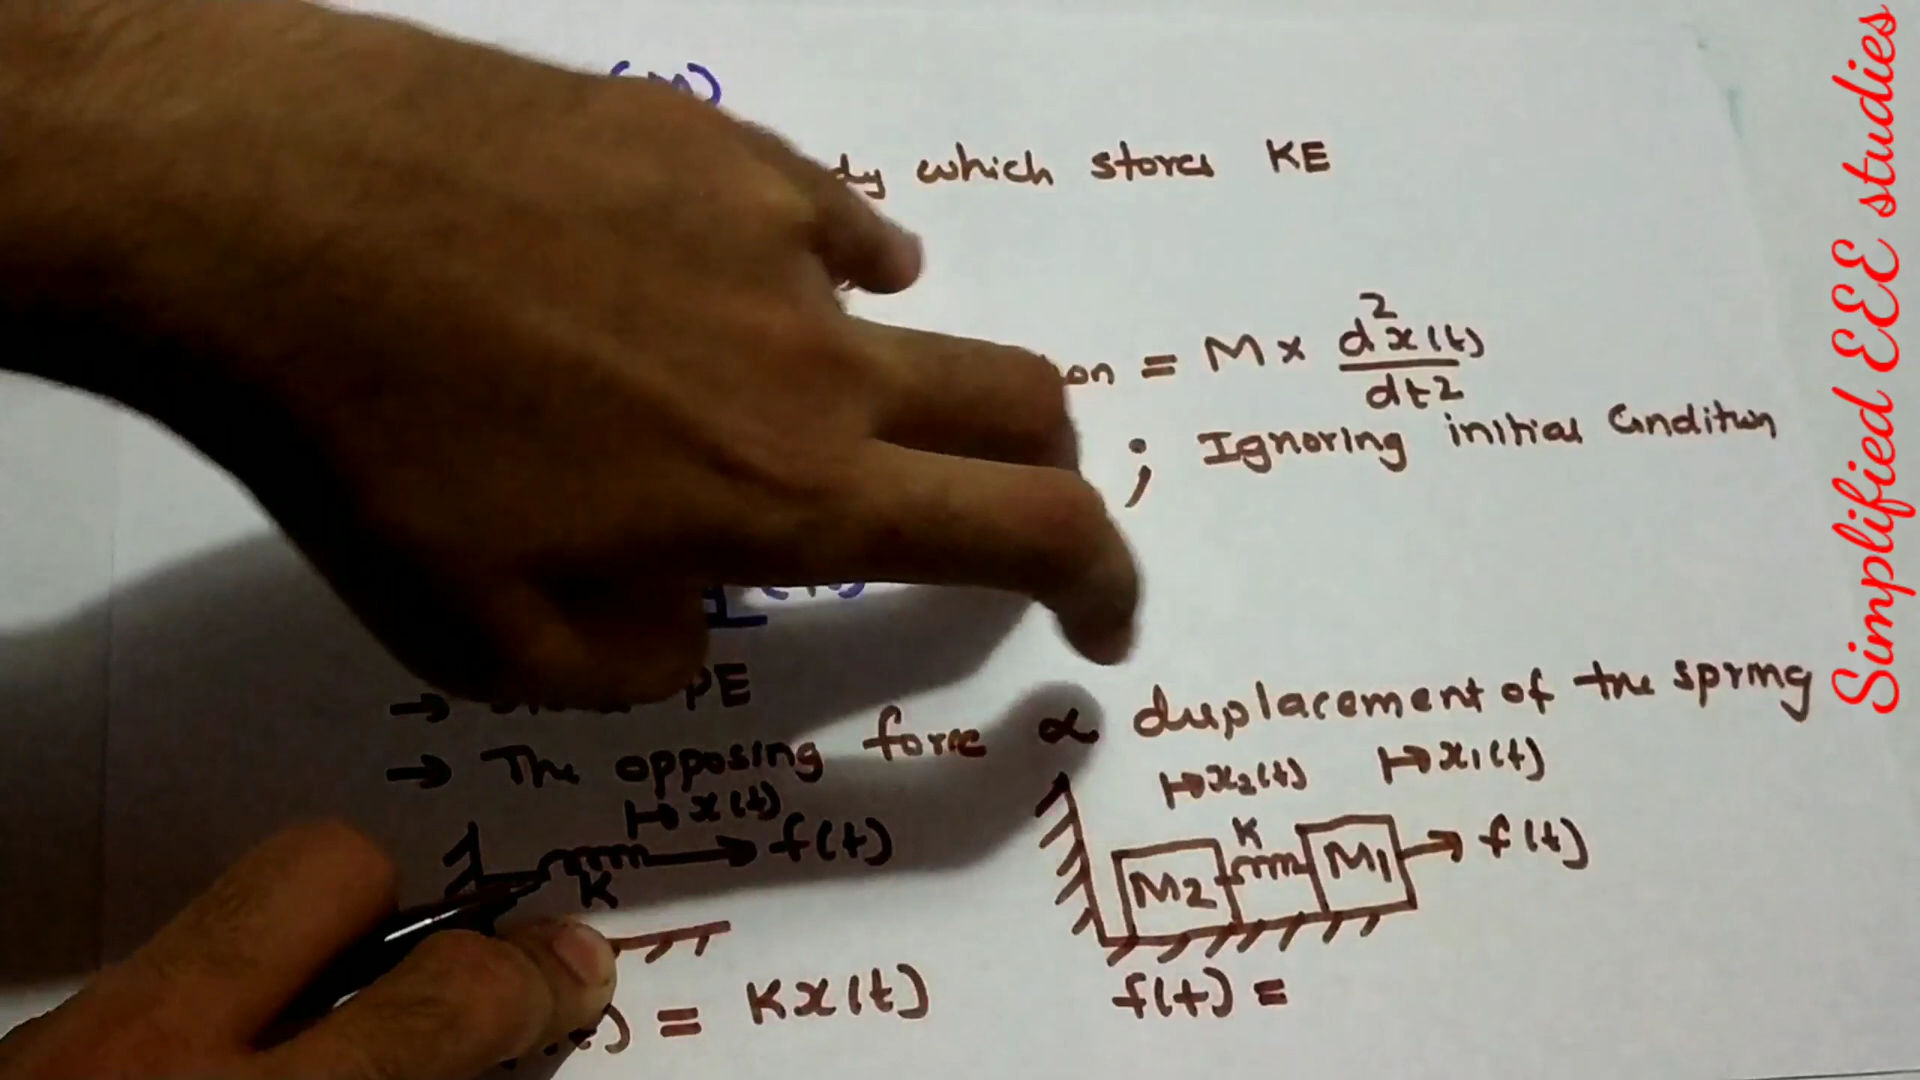 (M)
which stores KE
= M x d²x(t)/dt2
; Ignoring initial Condition
PE
→ The opposing force ∝ displacement of the spring
↦x(t)
f(t)
K
= Kx(t)
↦x2(t) ↦x1(t)
K
M2 M1 → f(t)
f(t) =
Simplified EEE studies